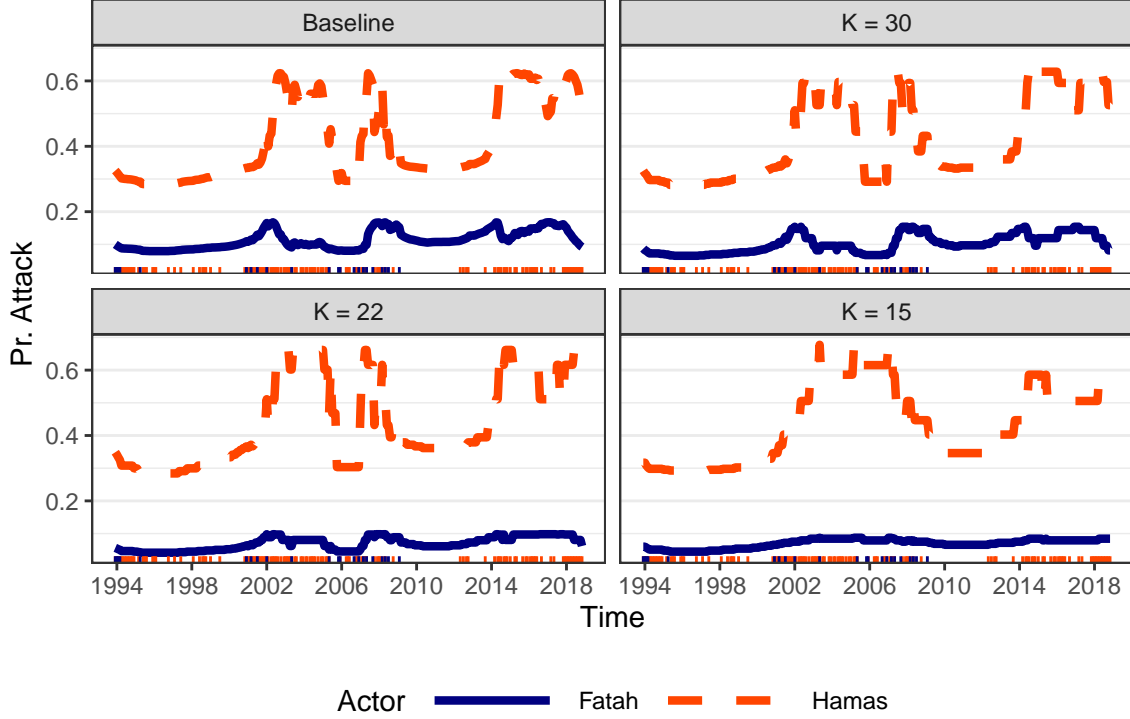 Baseline
K = 30
0.6
0.4
0.2
K = 22
K = 15
0.6
0.4
0.2
Pr. Attack
1994 1998 2002 2006 2010 2014 2018
1994 1998 2002 2006 2010 2014 2018
Time
Actor Fatah Hamas